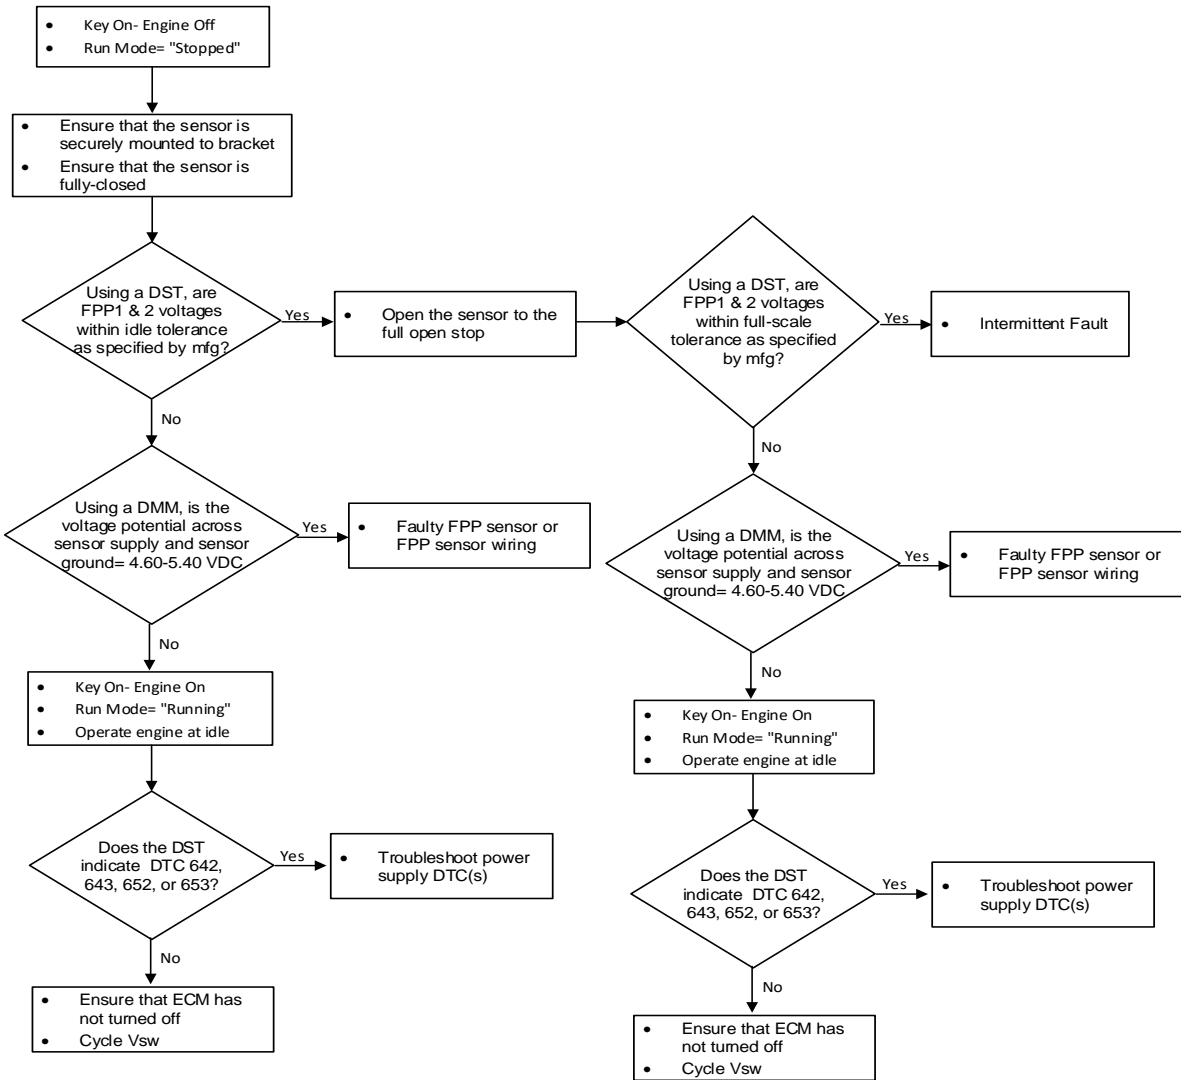 • Key On- Engine Off
• Run Mode= "Stopped"
• Ensure that the sensor is
securely mounted to bracket
• Ensure that the sensor is
fully-closed
Using a DST, are
FPP1 & 2 voltages
within idle tolerance
as specified by mfg?
Yes
• Open the sensor to the
full open stop
Using a DST, are
FPP1 & 2 voltages
within full-scale
tolerance as specified
by mfg?
Yes
• Intermittent Fault
No
Using a DMM, is the
voltage potential across
sensor supply and sensor
ground= 4.60-5.40 VDC
Yes
• Faulty FPP sensor or
FPP sensor wiring
No
Using a DMM, is the
voltage potential across
sensor supply and sensor
ground= 4.60-5.40 VDC
Yes
• Faulty FPP sensor or
FPP sensor wiring
No
• Key On- Engine On
• Run Mode= "Running"
• Operate engine at idle
No
• Key On- Engine On
• Run Mode= "Running"
• Operate engine at idle
Does the DST
indicate DTC 642,
643, 652, or 653?
Yes
• Troubleshoot power
supply DTC(s)
Does the DST
indicate DTC 642,
643, 652, or 653?
Yes
• Troubleshoot power
supply DTC(s)
No
• Ensure that ECM has
not turned off
• Cycle Vsw
No
• Ensure that ECM has
not turned off
• Cycle Vsw